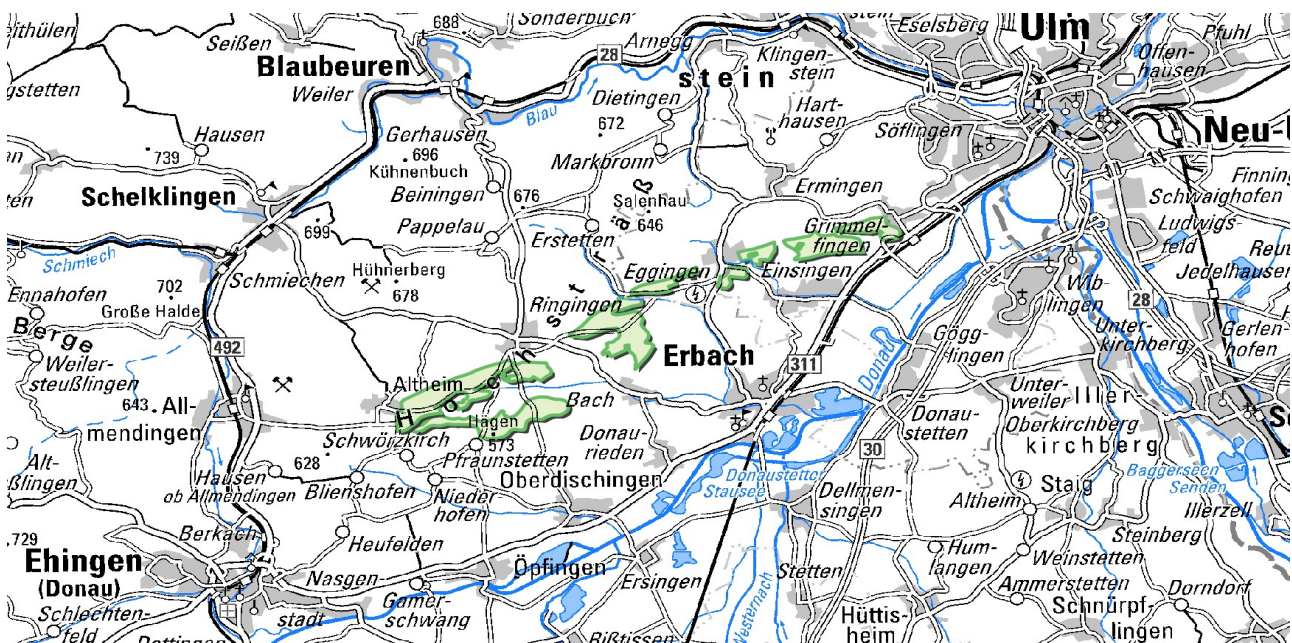 688
Sonderbuch
Eselsberg
Ulm
Pfuhl
Seißen
Arnegg
Klingen-
stein
Offen-
hausen
Blaubeuren
28
stein
Weiler
Dietingen
Blau
Hart-
hausen
Hausen
Gerhausen
672
Söflingen
Neu-U
739
696
Kühnenbuch
Markbronn
Finning
Schelklingen
Beiningen
676
Salenhau
646
Ermingen
Schwaighofen
699
Pappelau
Erstetten
Grimmel-
fingen
Ludwigs
feld
Reut
Schmiech
Schmiechen
Hühnerberg
678
Eggingen
Einsingen
Wib-
lingen
Jedelhausen
Ennahofen
702
Große Halde
Ringingen
28
Berge
Hochsträß
Gögg-
lingen
Unter-
kirchberg
Gerlen-
hofen
Weiler-
steußlingen
492
Erbach
311
Donau
Altheim
643
All-
mendingen
Bach
Hagen
573
Donau-
stetten
Unter-
weiler
Iller-
kirchberg
Oberkirchberg
Schwörzkirch
Pfraunstetten
Donau-
rieden
30
Alt-
ßlingen
628
Hausen
ob Allmendingen
Blienshofen
Oberdischingen
Donaustetter
Stausee
Baggerseen
Senden
Nieder
hofen
Dellmen-
singen
Altheim
Staig
Illerzell
Berkach
Heufelden
Steinberg
729
Ehingen
(Donau)
Öpfingen
Hum-
langen
Weinstetten
Nasgen-
stadt
Gamer-
schwang
Ersingen
Stetten
Ammerstetten
Dorndorf
Schlechten-
feld
Westernach
Hüttis-
heim
Schnürpf-
lingen
Rißtissen